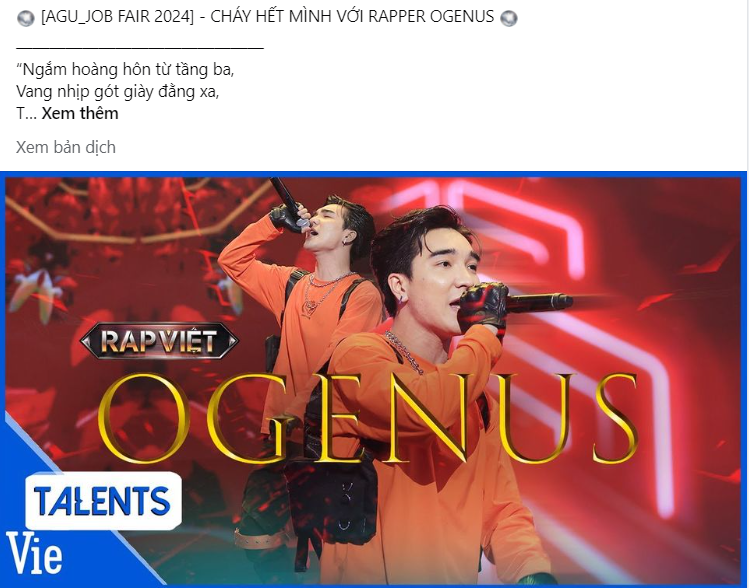 [AGU_JOB FAIR 2024] - CHÁY HẾT MÌNH VỚI RAPPER OGENUS
“Ngắm hoàng hôn từ tầng ba,
Vang nhịp gót giày đằng xa,
T... Xem thêm
Xem bản dịch
RAP VIỆT
OGENUS
TALENTS
Vie